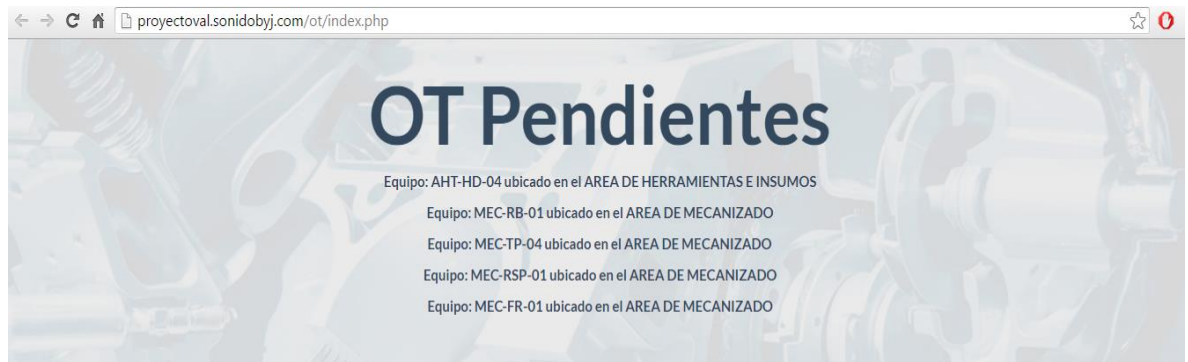 proyectoval.sonidobyj.com/ot/index.php
OT Pendientes
Equipo: AHT-HD-04 ubicado en el AREA DE HERRAMIENTAS E INSUMOS
Equipo: MEC-RB-01 ubicado en el AREA DE MECANIZADO
Equipo: MEC-TP-04 ubicado en el AREA DE MECANIZADO
Equipo: MEC-RSP-01 ubicado en el AREA DE MECANIZADO
Equipo: MEC-FR-01 ubicado en el AREA DE MECANIZADO